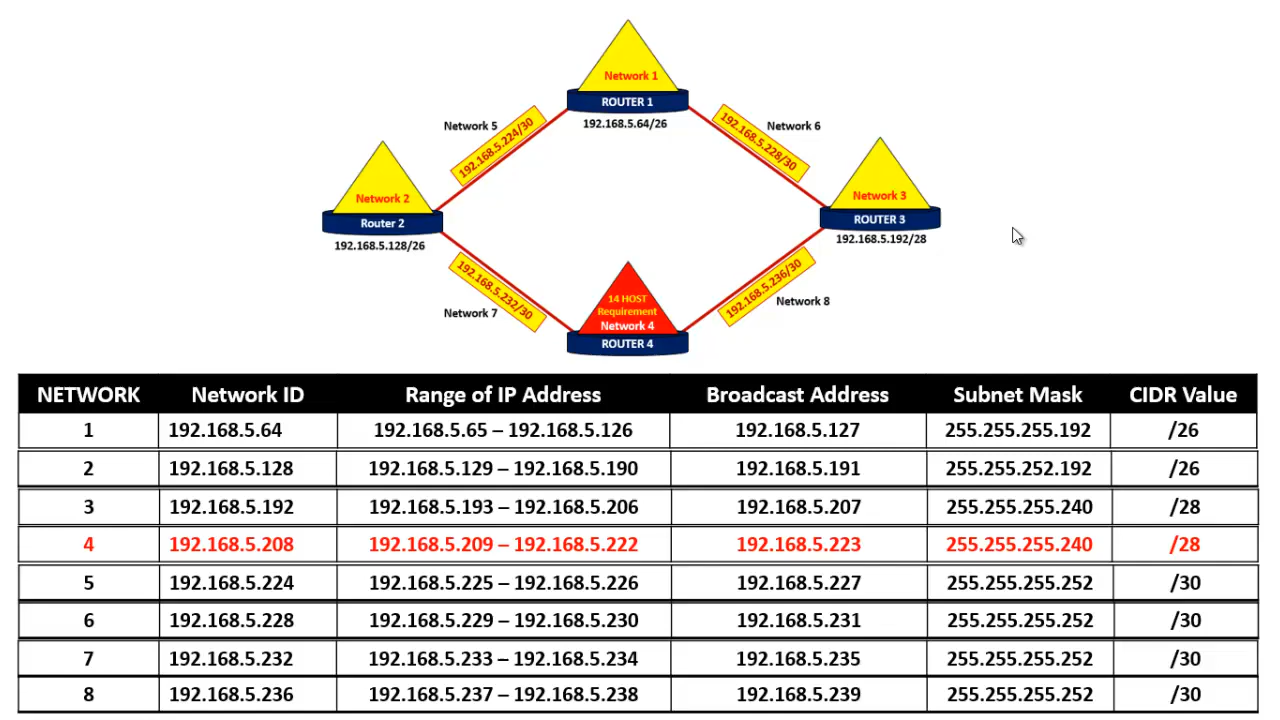 Network 1
ROUTER 1
192.168.5.64/26
Network 5
192.168.5.224/30
192.168.5.228/30
Network 6
Network 2
Router 2
192.168.5.128/26
Network 3
ROUTER 3
192.168.5.192/28
192.168.5.232/30
Network 7
14 HOST
Requirement
Network 4
ROUTER 4
192.168.5.236/30
Network 8
NETWORK Network ID Range of IP Address Broadcast Address Subnet Mask CIDR Value
1 192.168.5.64 192.168.5.65 – 192.168.5.126 192.168.5.127 255.255.255.192 /26
2 192.168.5.128 192.168.5.129 – 192.168.5.190 192.168.5.191 255.255.252.192 /26
3 192.168.5.192 192.168.5.193 – 192.168.5.206 192.168.5.207 255.255.255.240 /28
4 192.168.5.208 192.168.5.209 – 192.168.5.222 192.168.5.223 255.255.255.240 /28
5 192.168.5.224 192.168.5.225 – 192.168.5.226 192.168.5.227 255.255.255.252 /30
6 192.168.5.228 192.168.5.229 – 192.168.5.230 192.168.5.231 255.255.255.252 /30
7 192.168.5.232 192.168.5.233 – 192.168.5.234 192.168.5.235 255.255.255.252 /30
8 192.168.5.236 192.168.5.237 – 192.168.5.238 192.168.5.239 255.255.255.252 /30